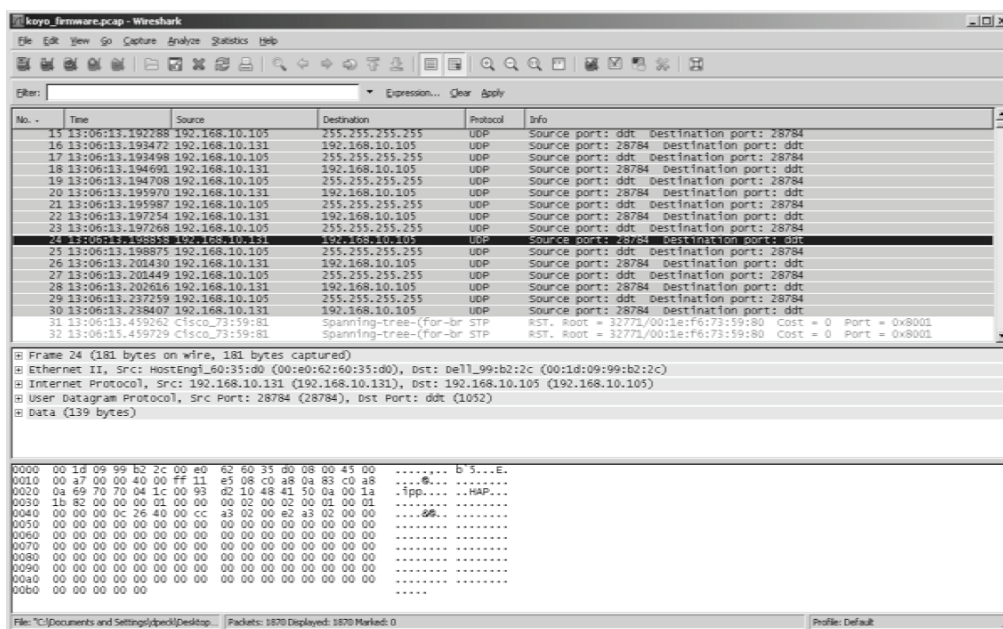 koyo_firmware.pcap - Wireshark
File Edit View Go Capture Analyze Statistics Help
Filter: Expression... Clear Apply
No. - Time Source Destination Protocol Info
15 13:06:13.192288 192.168.10.105 255.255.255.255 UDP Source port: ddt Destination port: 28784
16 13:06:13.193472 192.168.10.131 192.168.10.105 UDP Source port: 28784 Destination port: ddt
17 13:06:13.193498 192.168.10.105 255.255.255.255 UDP Source port: ddt Destination port: 28784
18 13:06:13.194691 192.168.10.131 192.168.10.105 UDP Source port: 28784 Destination port: ddt
19 13:06:13.194708 192.168.10.105 255.255.255.255 UDP Source port: ddt Destination port: 28784
20 13:06:13.195970 192.168.10.131 192.168.10.105 UDP Source port: 28784 Destination port: ddt
21 13:06:13.195987 192.168.10.105 255.255.255.255 UDP Source port: ddt Destination port: 28784
22 13:06:13.197254 192.168.10.131 192.168.10.105 UDP Source port: 28784 Destination port: ddt
23 13:06:13.197268 192.168.10.105 255.255.255.255 UDP Source port: ddt Destination port: 28784
24 13:06:13.198858 192.168.10.131 192.168.10.105 UDP Source port: 28784 Destination port: ddt
25 13:06:13.198875 192.168.10.105 255.255.255.255 UDP Source port: ddt Destination port: 28784
26 13:06:13.201430 192.168.10.131 192.168.10.105 UDP Source port: 28784 Destination port: ddt
27 13:06:13.201449 192.168.10.105 255.255.255.255 UDP Source port: ddt Destination port: 28784
28 13:06:13.202616 192.168.10.131 192.168.10.105 UDP Source port: 28784 Destination port: ddt
29 13:06:13.237259 192.168.10.105 255.255.255.255 UDP Source port: ddt Destination port: 28784
30 13:06:13.238407 192.168.10.131 192.168.10.105 UDP Source port: 28784 Destination port: ddt
31 13:06:13.459262 Cisco_73:59:81 Spanning-tree-(for-br STP RST. Root = 32771/00:1e:f6:73:59:80 Cost = 0 Port = 0x8001
32 13:06:15.459729 Cisco_73:59:81 Spanning-tree-(for-br STP RST. Root = 32771/00:1e:f6:73:59:80 Cost = 0 Port = 0x8001
Frame 24 (181 bytes on wire, 181 bytes captured)
Ethernet II, Src: HostEngi_60:35:d0 (00:e0:62:60:35:d0), Dst: Dell_99:b2:2c (00:1d:09:99:b2:2c)
Internet Protocol, Src: 192.168.10.131 (192.168.10.131), Dst: 192.168.10.105 (192.168.10.105)
User Datagram Protocol, Src Port: 28784 (28784), Dst Port: ddt (1052)
Data (139 bytes)
0000 00 1d 09 99 b2 2c 00 e0 62 60 35 d0 08 00 45 00 .....,.. b`5...E.
0010 00 a7 00 00 40 00 ff 11 e5 08 c0 a8 0a 83 c0 a8 ....@... ........
0020 0a 69 70 70 04 1c 00 93 d2 10 48 41 50 0a 00 1a .ipp.... ..HAP...
0030 1b 82 00 00 00 01 00 00 00 02 00 02 00 01 00 01 ........ ........
0040 00 00 00 0c 26 40 00 cc a3 02 00 e2 a3 02 00 00 ....&@.. ........
0050 00 00 00 00 00 00 00 00 00 00 00 00 00 00 00 00 ........ ........
0060 00 00 00 00 00 00 00 00 00 00 00 00 00 00 00 00 ........ ........
0070 00 00 00 00 00 00 00 00 00 00 00 00 00 00 00 00 ........ ........
0080 00 00 00 00 00 00 00 00 00 00 00 00 00 00 00 00 ........ ........
0090 00 00 00 00 00 00 00 00 00 00 00 00 00 00 00 00 ........ ........
00a0 00 00 00 00 00 00 00 00 00 00 00 00 00 00 00 00 ........ ........
00b0 00 00 00 00 00 .....
File: "C:\Documents and Settings\dpeck\Desktop... Packets: 1870 Displayed: 1870 Marked: 0 Profile: Default